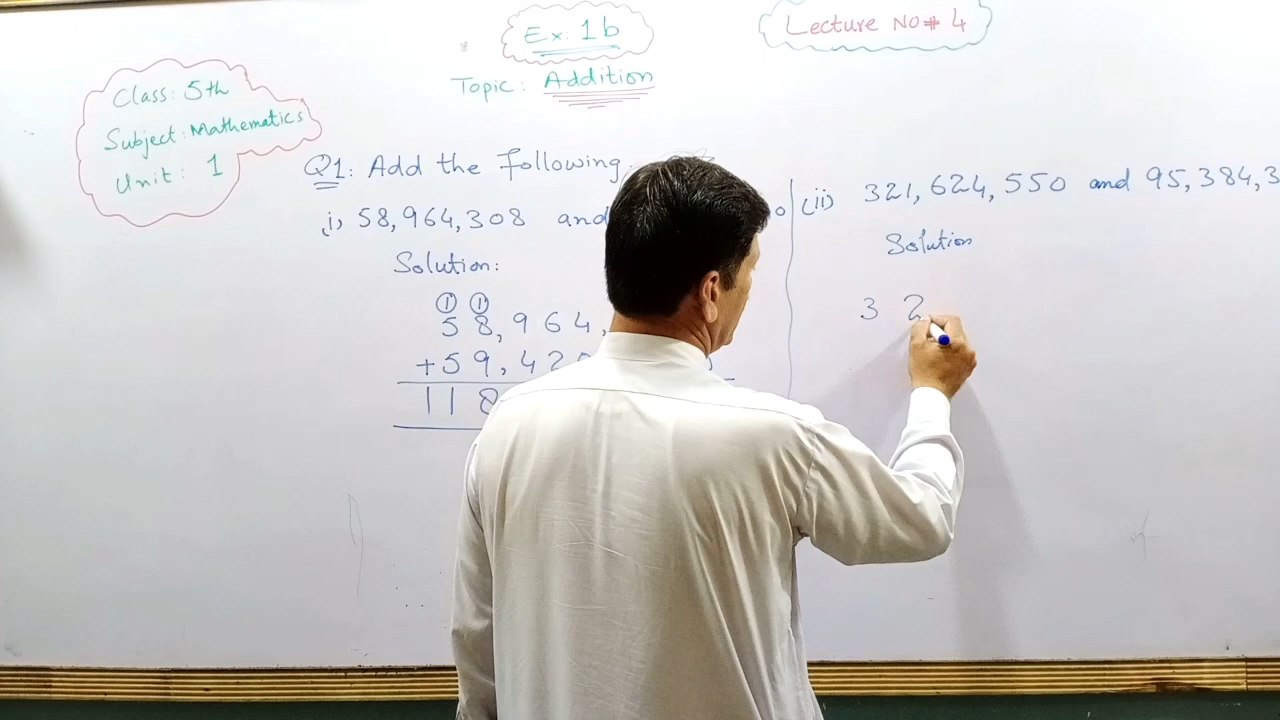 Ex: 1b
Lecture NO# 4
Topic: Addition
Class: 5th
Subject: Mathematics
Unit: 1
Q1: Add the following:
(i) 58,964,308 and
(ii) 321,624,550 and 95,384,3
Solution:
Solution
1 1
58,964,
+59,42
118
3 2